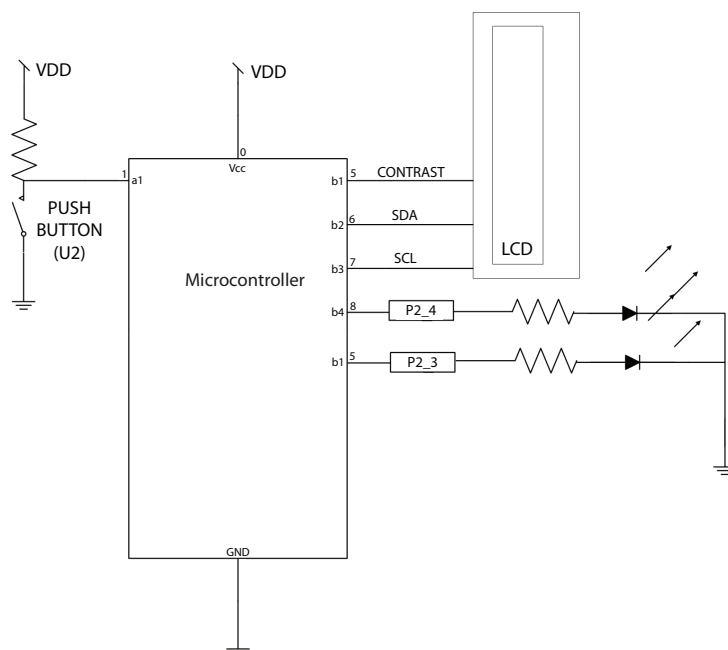 VDD
VDD
0
Vcc
1
a1
PUSH
BUTTON
(U2)
Microcontroller
b1
5
CONTRAST
b2
6
SDA
b3
7
SCL
LCD
b4
8
P2_4
b1
5
P2_3
GND